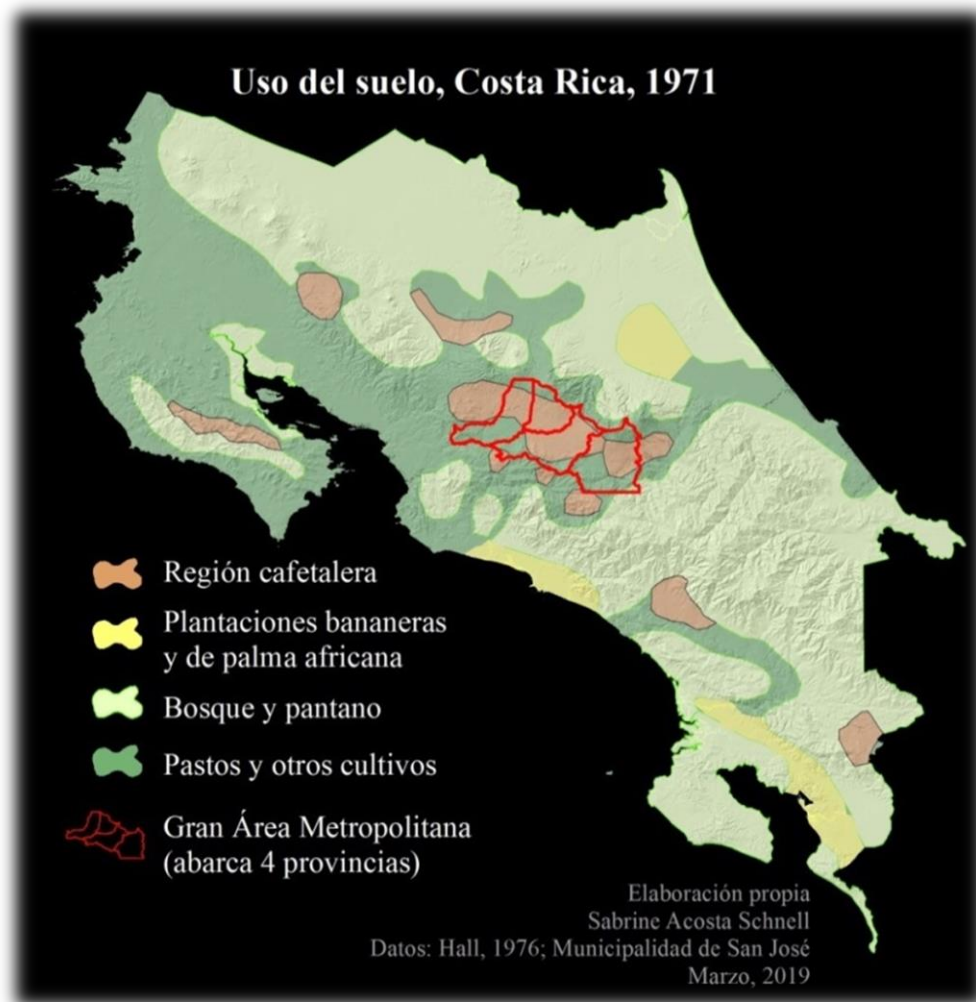 Uso del suelo, Costa Rica, 1971
Región cafetalera
Plantaciones bananeras
y de palma africana
Bosque y pantano
Pastos y otros cultivos
Gran Área Metropolitana
(abarca 4 provincias)
Elaboración propia
Sabrine Acosta Schnell
Datos: Hall, 1976; Municipalidad de San José
Marzo, 2019